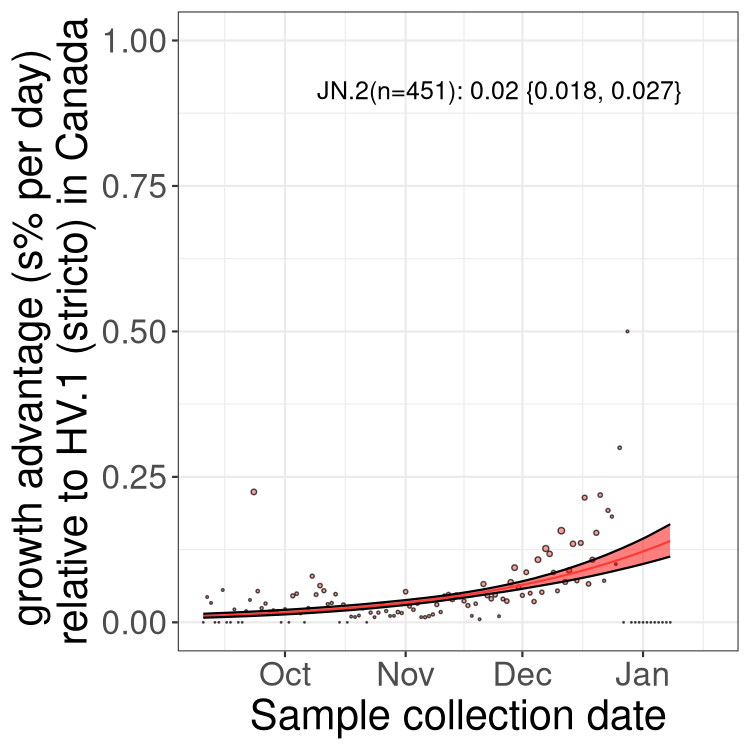 growth advantage (s% per day)
relative to HV.1 (stricto) in Canada
1.00
0.75
0.50
0.25
0.00
JN.2(n=451): 0.02 {0.018, 0.027}
Oct Nov Dec Jan
Sample collection date